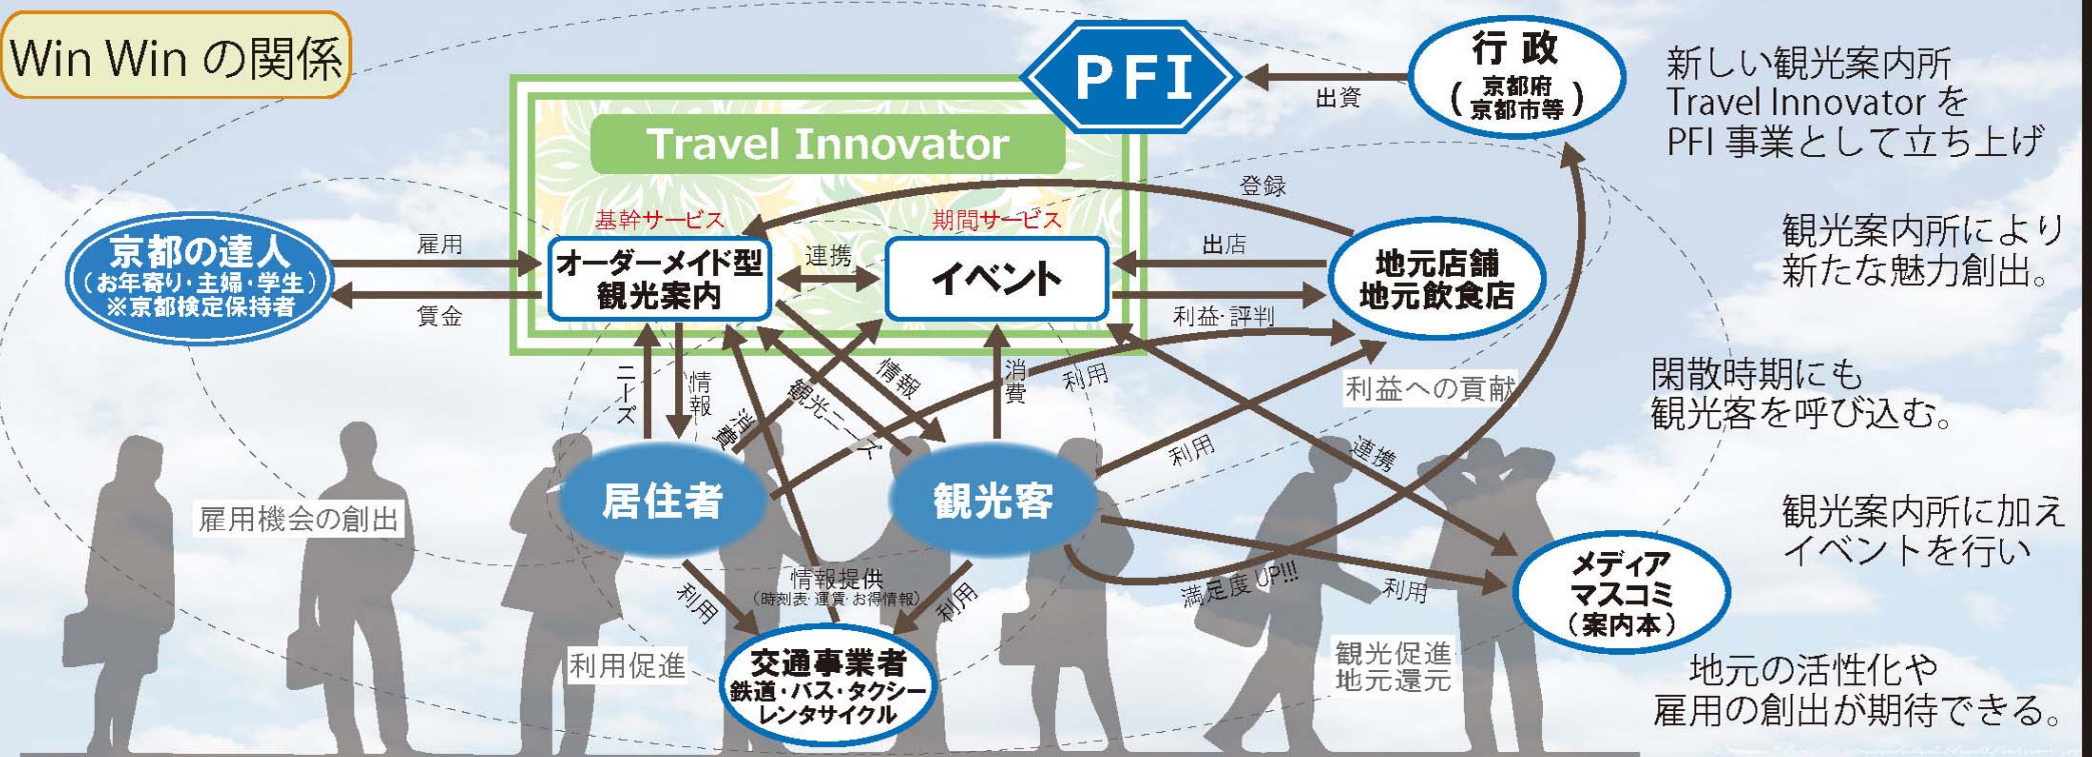 Win Win の関係
PFI
出資
行 政
(京都府
京都市等)
新しい観光案内所
Travel Innovator を
PFI 事業として立ち上げ
Travel Innovator
登録
京都の達人
(お年寄り・主婦・学生)
※京都検定保持者
雇用
賃金
基幹サービス
オーダーメイド型
観光案内
連携
期間サービス
イベント
出店
利益・評判
地元店舗
地元飲食店
観光案内所により
新たな魅力創出。
ニーズ
情報
消費
観光ニーズ
情報
消費
利用
利益への貢献
閑散時期にも
観光客を呼び込む。
利用
連携
居住者
観光客
雇用機会の創出
観光案内所に加え
イベントを行い
利用
情報提供
(時刻表・運賃・お得情報)
利用
満足度 UP!!!
利用
メディア
マスコミ
(案内本)
利用促進
交通事業者
鉄道・バス・タクシー
レンタサイクル
観光促進
地元還元
地元の活性化や
雇用の創出が期待できる。